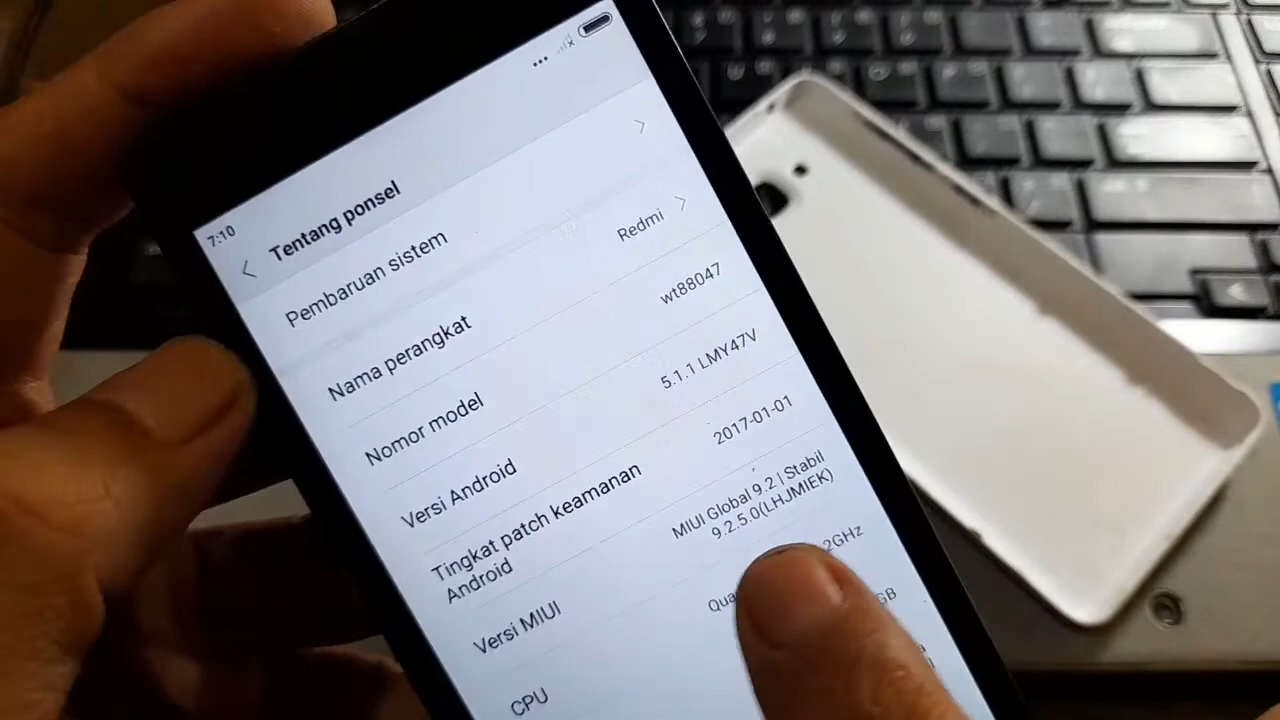 7:10
Tentang ponsel
Pembaruan sistem
Nama perangkat
Redmi
Nomor model
wt88047
Versi Android
5.1.1 LMY47V
Tingkat patch keamanan
Android
2017-01-01
Versi MIUI
MIUI Global 9.2 | Stabil
9.2.5.0(LHJMIEK)
CPU
2GHz
GB